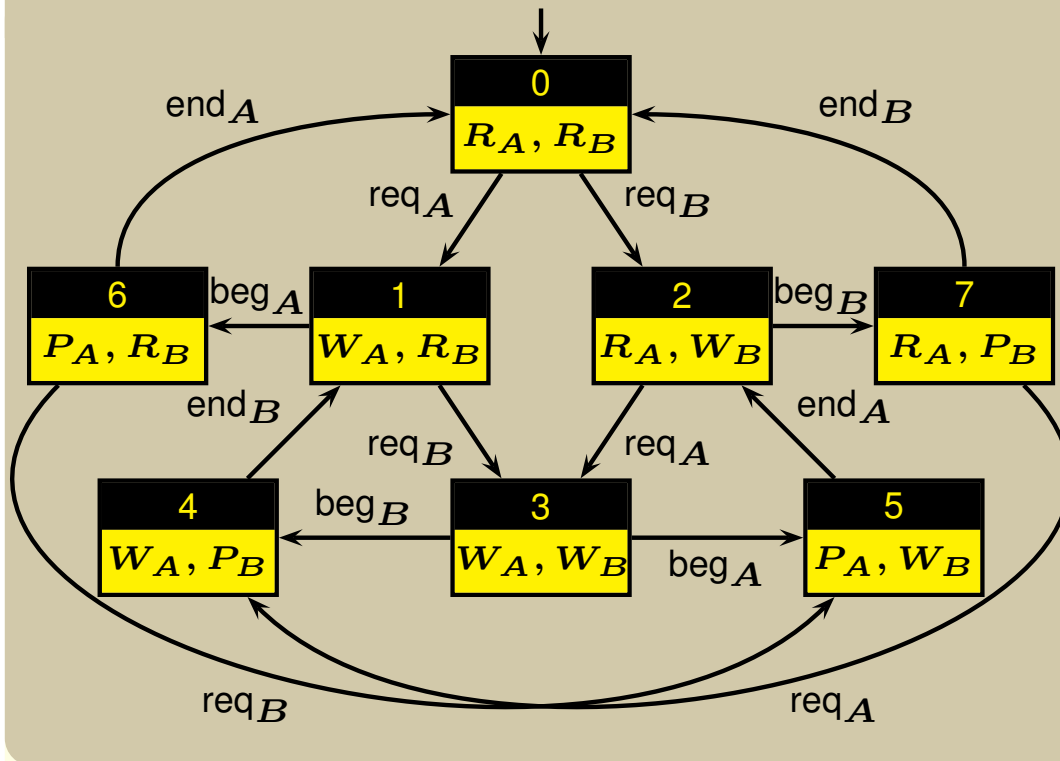 0
end_A
end_B
R_A, R_B
req_A
req_B
6
beg_A
1
2
beg_B
7
P_A, R_B
W_A, R_B
R_A, W_B
R_A, P_B
end_B
end_A
req_B
req_A
4
beg_B
3
5
W_A, P_B
W_A, W_B
beg_A
P_A, W_B
req_B
req_A